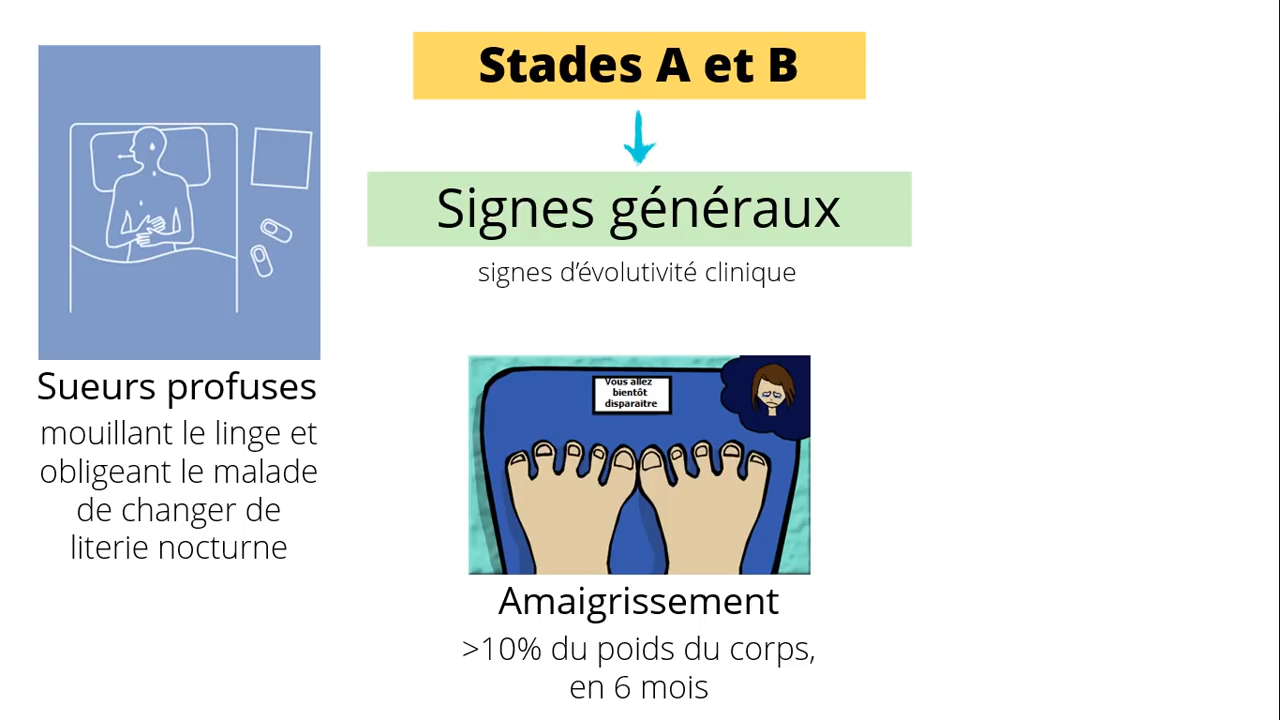 Stades A et B
Signes généraux
signes d'évolutivité clinique
Sueurs profuses
mouillant le linge et
obligeant le malade
de changer de
literie nocturne
Vous allez
bientôt
disparaitre
Amaigrissement
>10% du poids du corps,
en 6 mois